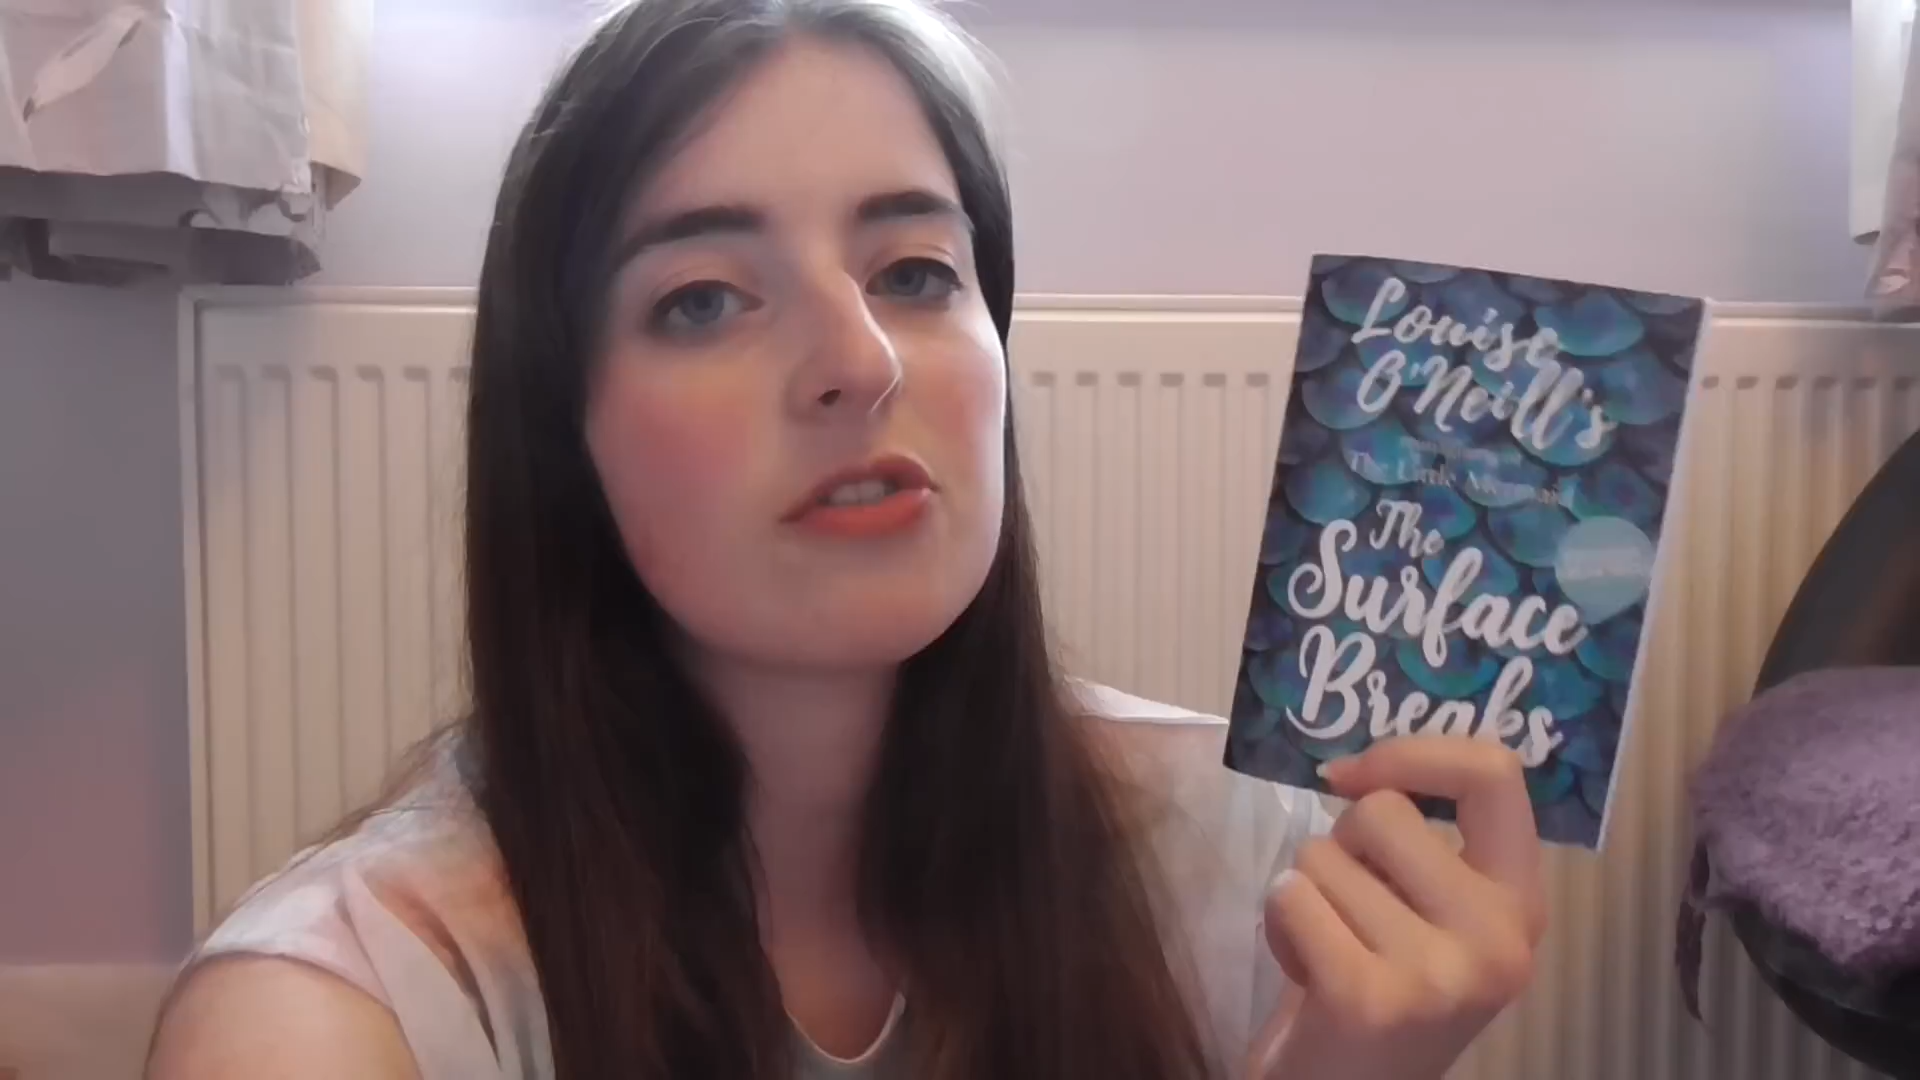 Louise
O'Neill's
The Little Mermaid
The
Surface
Breaks